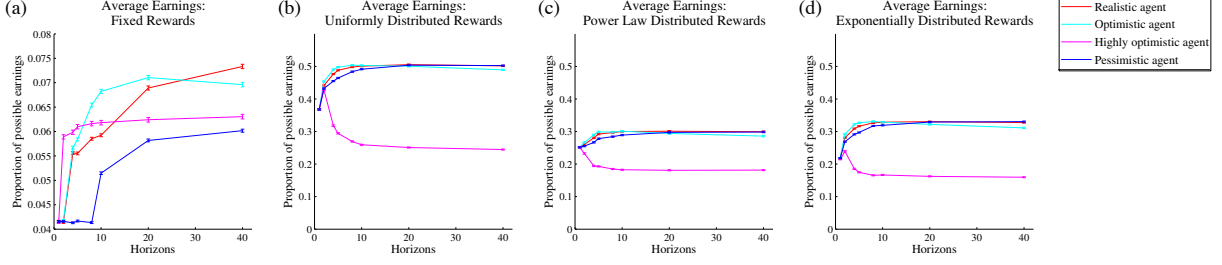 (a)
Average Earnings:
Fixed Rewards
Proportion of possible earnings
0.08
0.075
0.07
0.065
0.06
0.055
0.05
0.045
0.04
0 10 20 30 40
Horizons
(b)
Average Earnings:
Uniformly Distributed Rewards
Proportion of possible earnings
0.5
0.4
0.3
0.2
0.1
0
0 10 20 30 40
Horizons
(c)
Average Earnings:
Power Law Distributed Rewards
Proportion of possible earnings
0.5
0.4
0.3
0.2
0.1
0
0 10 20 30 40
Horizons
(d)
Average Earnings:
Exponentially Distributed Rewards
Proportion of possible earnings
0.5
0.4
0.3
0.2
0.1
0
0 10 20 30 40
Horizons
Realistic agent
Optimistic agent
Highly optimistic agent
Pessimistic agent